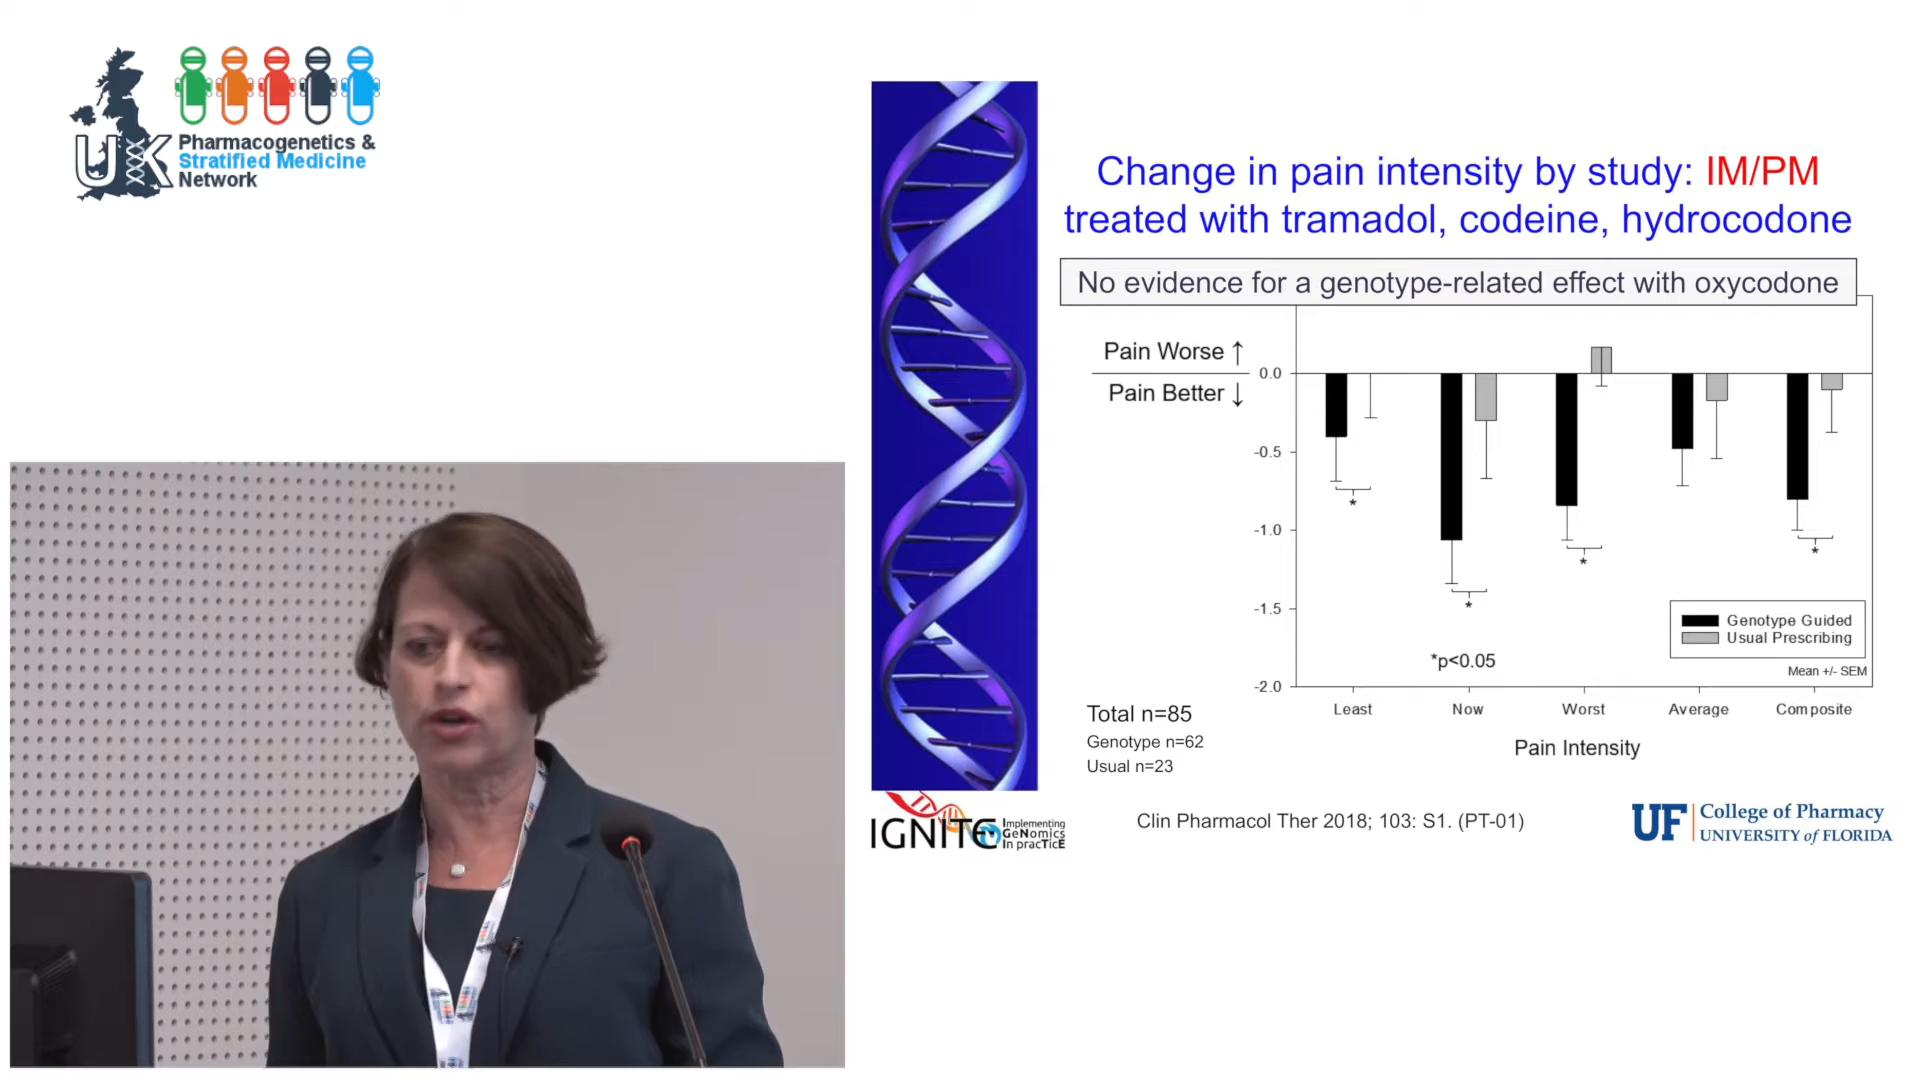 UK
Pharmacogenetics &
Stratified Medicine
Network
Change in pain intensity by study: IM/PM
treated with tramadol, codeine, hydrocodone
No evidence for a genotype-related effect with oxycodone
Pain Worse ↑
Pain Better ↓
0.0
-0.5
-1.0
-1.5
-2.0
*
*
*
*
*p<0.05
Genotype Guided
Usual Prescribing
Mean +/- SEM
Least
Now
Worst
Average
Composite
Pain Intensity
Total n=85
Genotype n=62
Usual n=23
IGNITE
Implementing
GeNomics
In pracTicE
Clin Pharmacol Ther 2018; 103: S1. (PT-01)
UF
College of Pharmacy
UNIVERSITY of FLORIDA